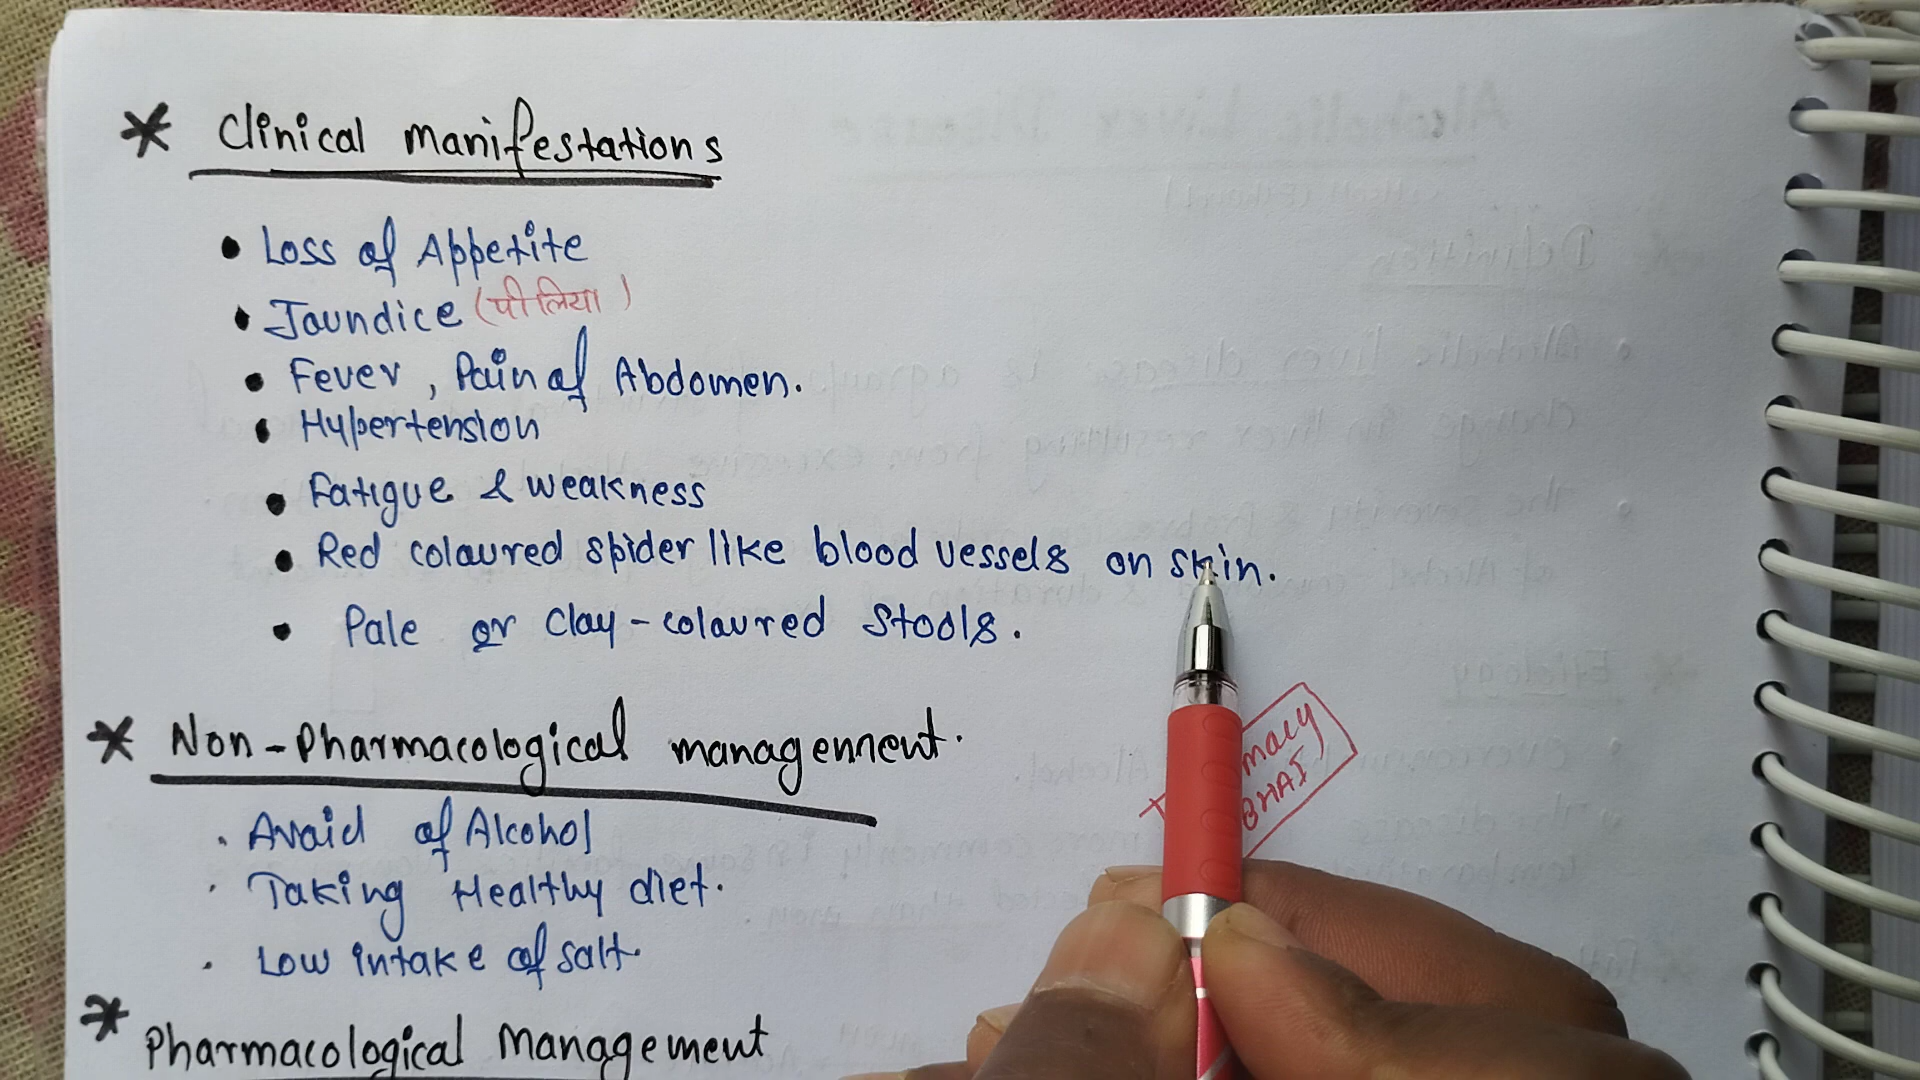 * Clinical manifestations
• Loss of Appetite
• Jaundice (पीलिया)
• Fever, Pain of Abdomen.
• Hypertension
• Fatigue & weakness
• Red coloured spider like blood vessels on skin.
• Pale or Clay-coloured Stools.
* Non-Pharmacological management.
• Avoid of Alcohol
• Taking Healthy diet.
• Low intake of salt.
* Pharmacological Management
BHAI